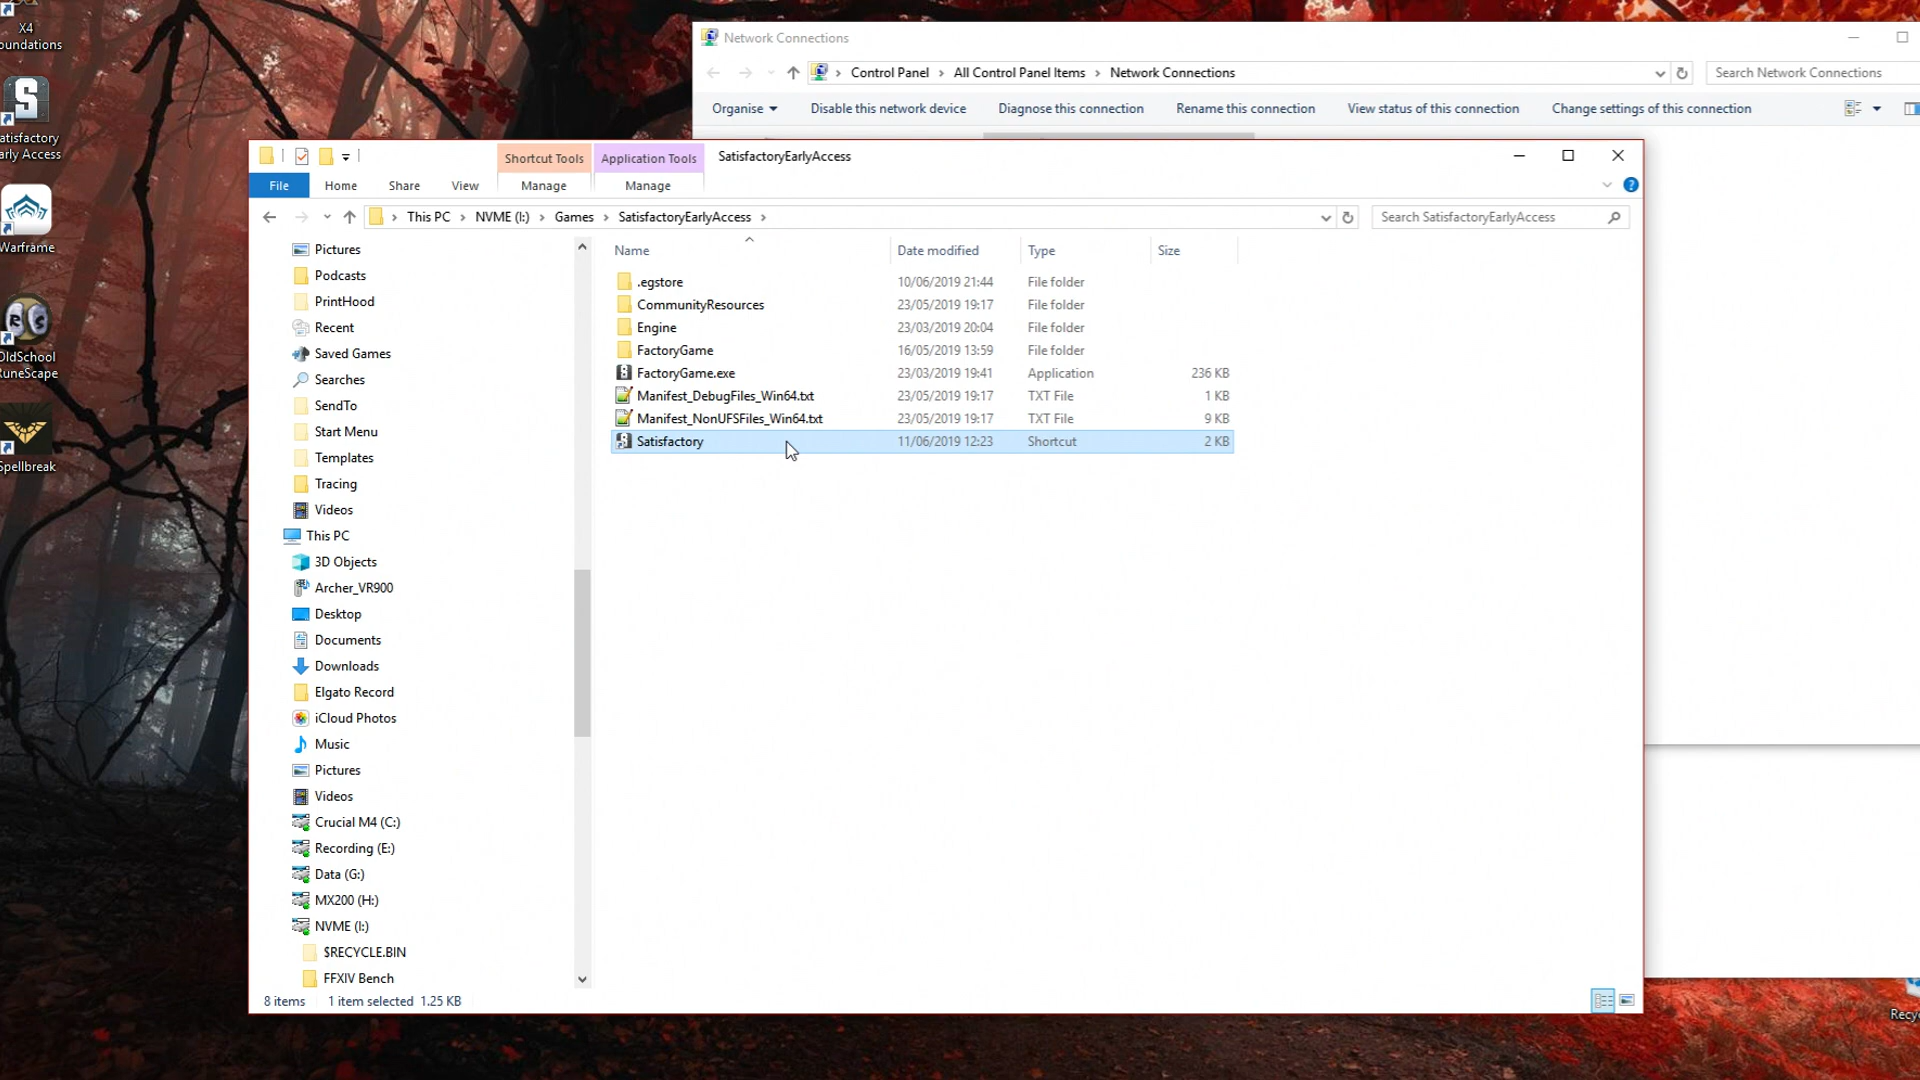 X4
oundations
atisfactory
arly Access
Warframe
OldSchool
RuneScape
Spellbreak
Network Connections
Control Panel > All Control Panel Items > Network Connections
Search Network Connections
Organise
Disable this network device
Diagnose this connection
Rename this connection
View status of this connection
Change settings of this connection
Shortcut Tools
Application Tools
SatisfactoryEarlyAccess
File
Home
Share
View
Manage
Manage
This PC > NVME (I:) > Games > SatisfactoryEarlyAccess >
Search SatisfactoryEarlyAccess
Pictures
Podcasts
PrintHood
Recent
Saved Games
Searches
SendTo
Start Menu
Templates
Tracing
Videos
This PC
3D Objects
Archer_VR900
Desktop
Documents
Downloads
Elgato Record
iCloud Photos
Music
Pictures
Videos
Crucial M4 (C:)
Recording (E:)
Data (G:)
MX200 (H:)
NVME (I:)
$RECYCLE.BIN
FFXIV Bench
Name Date modified Type Size
.egstore 10/06/2019 21:44 File folder
CommunityResources 23/05/2019 19:17 File folder
Engine 23/03/2019 20:04 File folder
FactoryGame 16/05/2019 13:59 File folder
FactoryGame.exe 23/03/2019 19:41 Application 236 KB
Manifest_DebugFiles_Win64.txt 23/05/2019 19:17 TXT File 1 KB
Manifest_NonUFSFiles_Win64.txt 23/05/2019 19:17 TXT File 9 KB
Satisfactory 11/06/2019 12:23 Shortcut 2 KB
8 items 1 item selected 1.25 KB
Recy